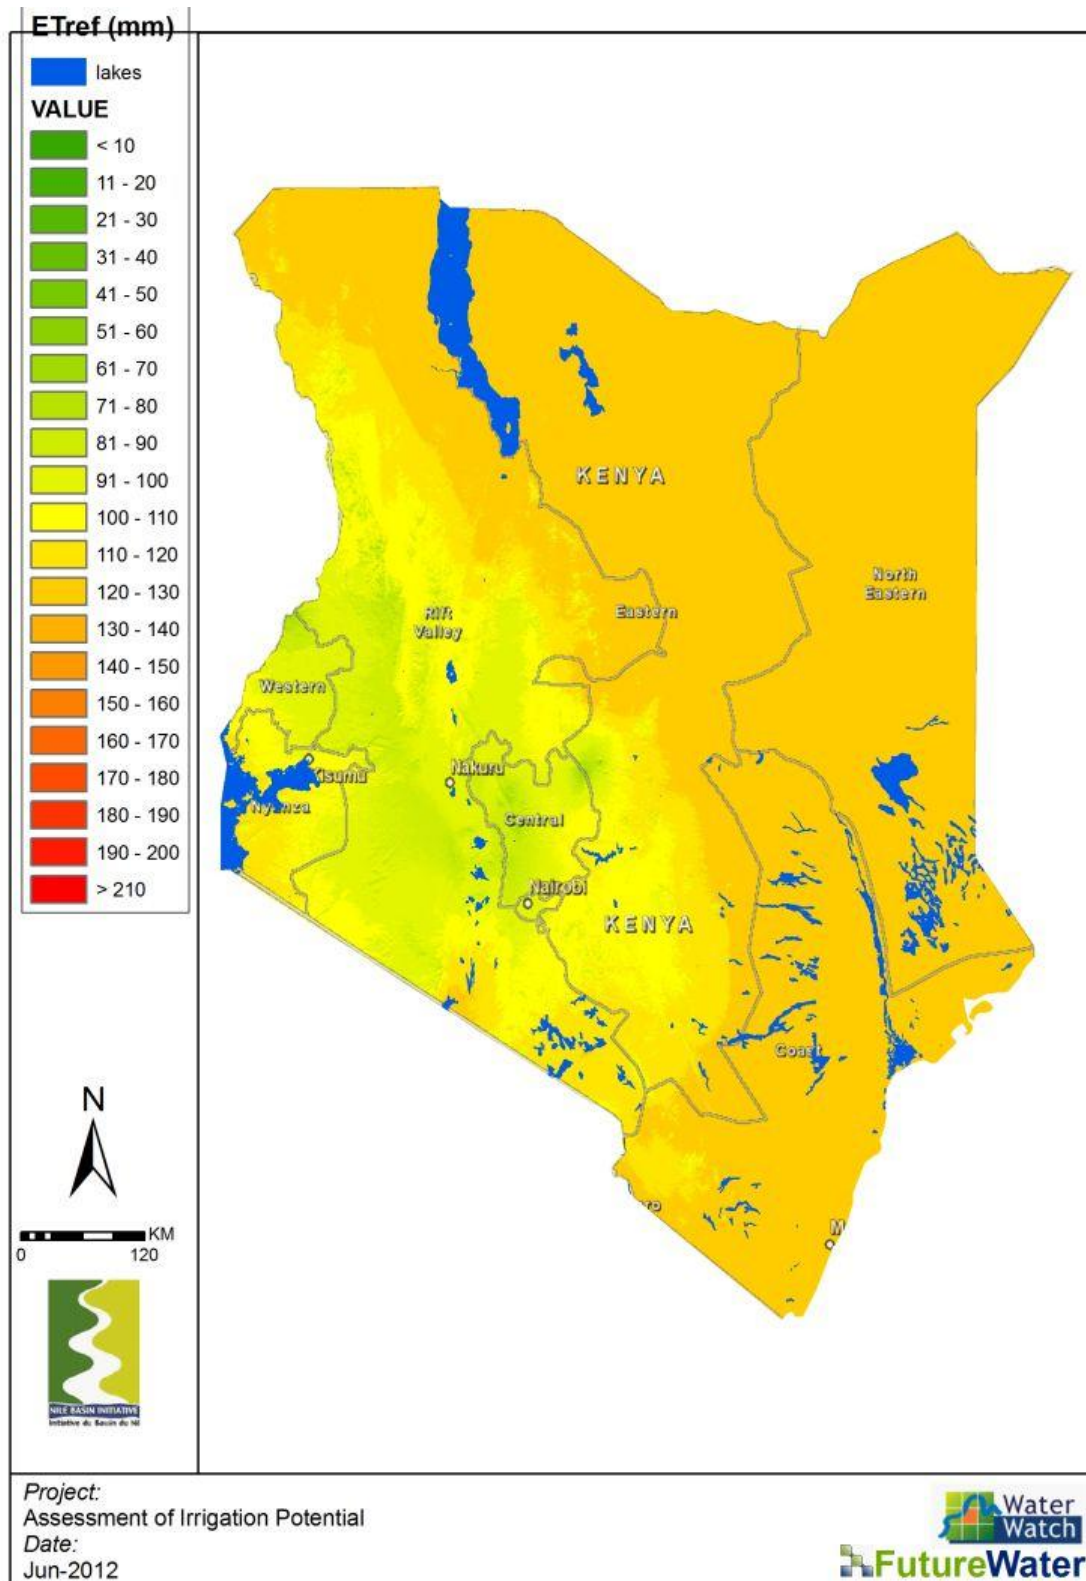 ETref (mm)
lakes
VALUE
< 10
11 - 20
21 - 30
31 - 40
41 - 50
51 - 60
61 - 70
71 - 80
81 - 90
91 - 100
100 - 110
110 - 120
120 - 130
130 - 140
140 - 150
150 - 160
160 - 170
170 - 180
180 - 190
190 - 200
> 210
KENYA
North
Eastern
Eastern
Rift
Valley
Western
Kisumu
Nakuru
Nyanza
Central
Nairobi
KENYA
Coast
ro
M
N
KM
0 120
NILE BASIN INITIATIVE
Initiative du Bassin du Nil
Project:
Assessment of Irrigation Potential
Date:
Jun-2012
Water
Watch
FutureWater